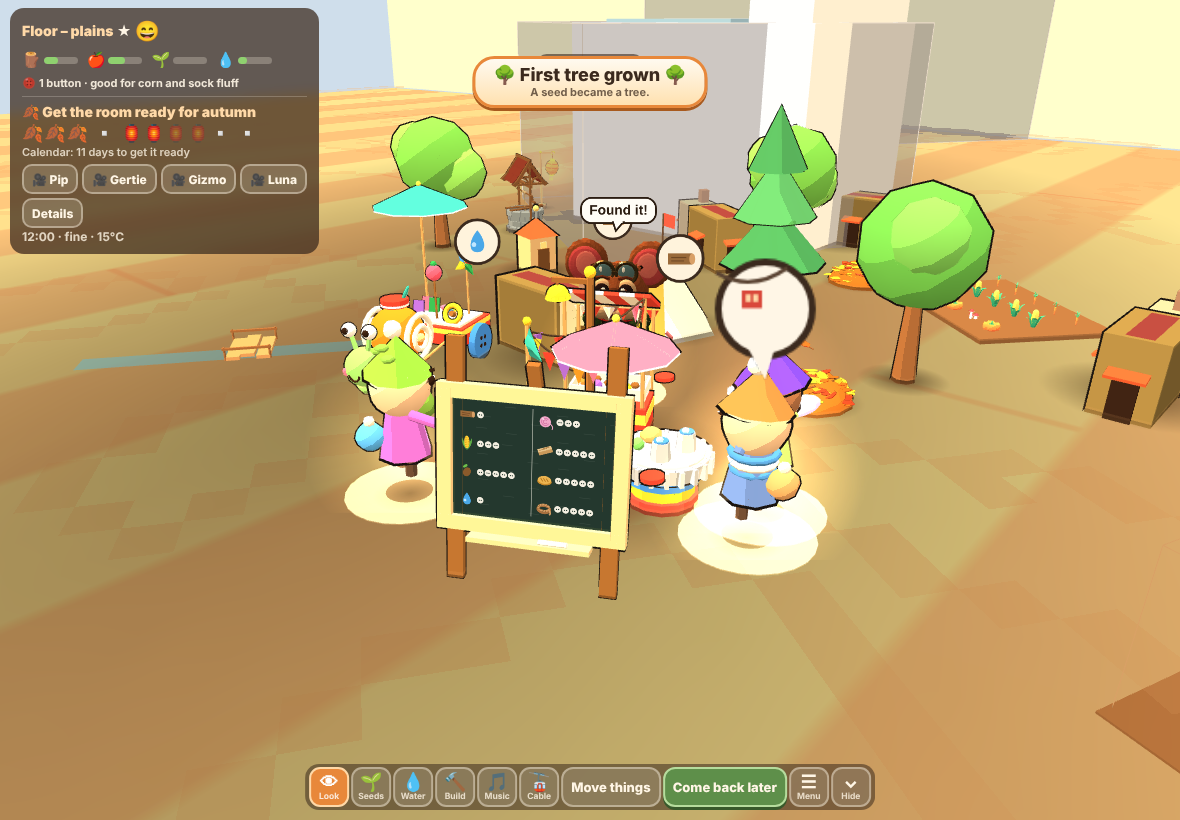 Floor – plains
1 button · good for corn and sock fluff
Get the room ready for autumn
Calendar: 11 days to get it ready
Pip
Gertie
Gizmo
Luna
Details
12:00 · fine · 15°C
First tree grown
A seed became a tree.
Found it!
Look
Seeds
Water
Build
Music
Cable
Move things
Come back later
Menu
Hide